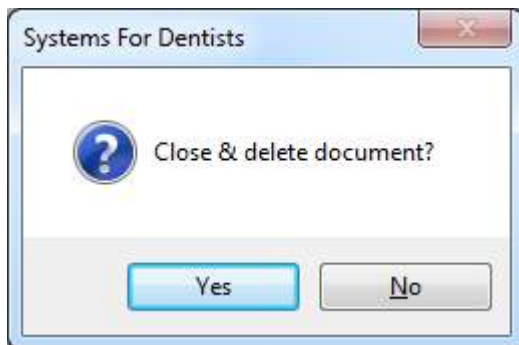 Systems For Dentists
Close & delete document?
Yes
No